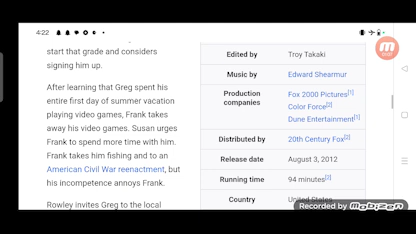 4:22
start that grade and considers
signing him up.
After learning that Greg spent his
entire first day of summer vacation
playing video games, Frank takes
away his video games. Susan urges
Frank to spend more time with him.
Frank takes him fishing and to an
American Civil War reenactment, but
his incompetence annoys Frank.
Rowley invites Greg to the local
Edited by Troy Takaki
Music by Edward Shearmur
Production Fox 2000 Pictures[1]
companies Color Force[2]
Dune Entertainment[1]
Distributed by 20th Century Fox[2]
Release date August 3, 2012
Running time 94 minutes[3]
Country United States
Recorded by Mobizen